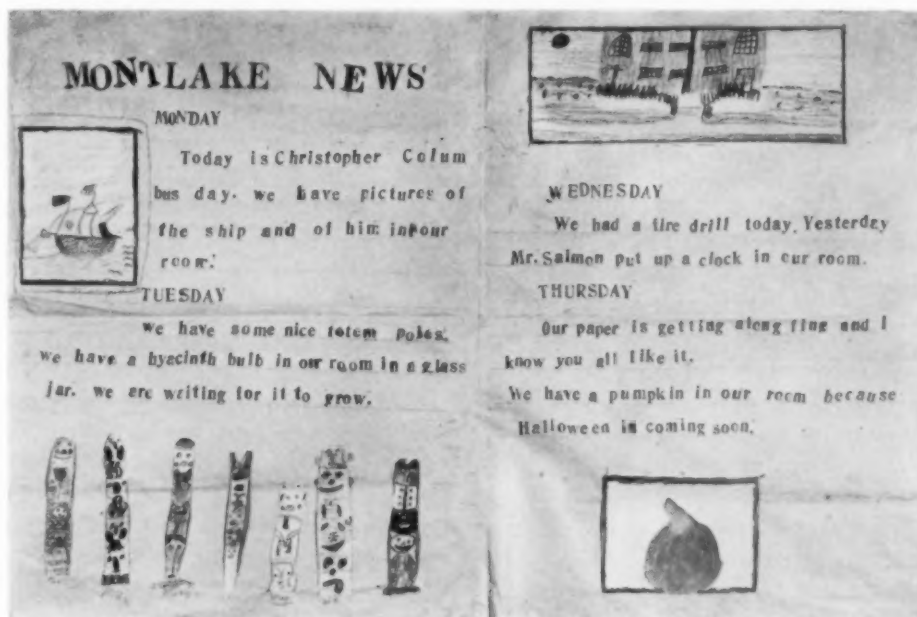 MONTLAKE NEWS
MONDAY
Today is Christopher Colum
bus day. we have pictures of
the ship and of him in our
room.
TUESDAY
we have some nice totem poles.
we have a hyacinth bulb in our room in a glass
jar. we are waiting for it to grow.
WEDNESDAY
We had a fire drill today. Yesterday
Mr. Salmon put up a clock in our room.
THURSDAY
Our paper is getting along fine and I
know you all like it.
We have a pumpkin in our room because
Halloween is coming soon.